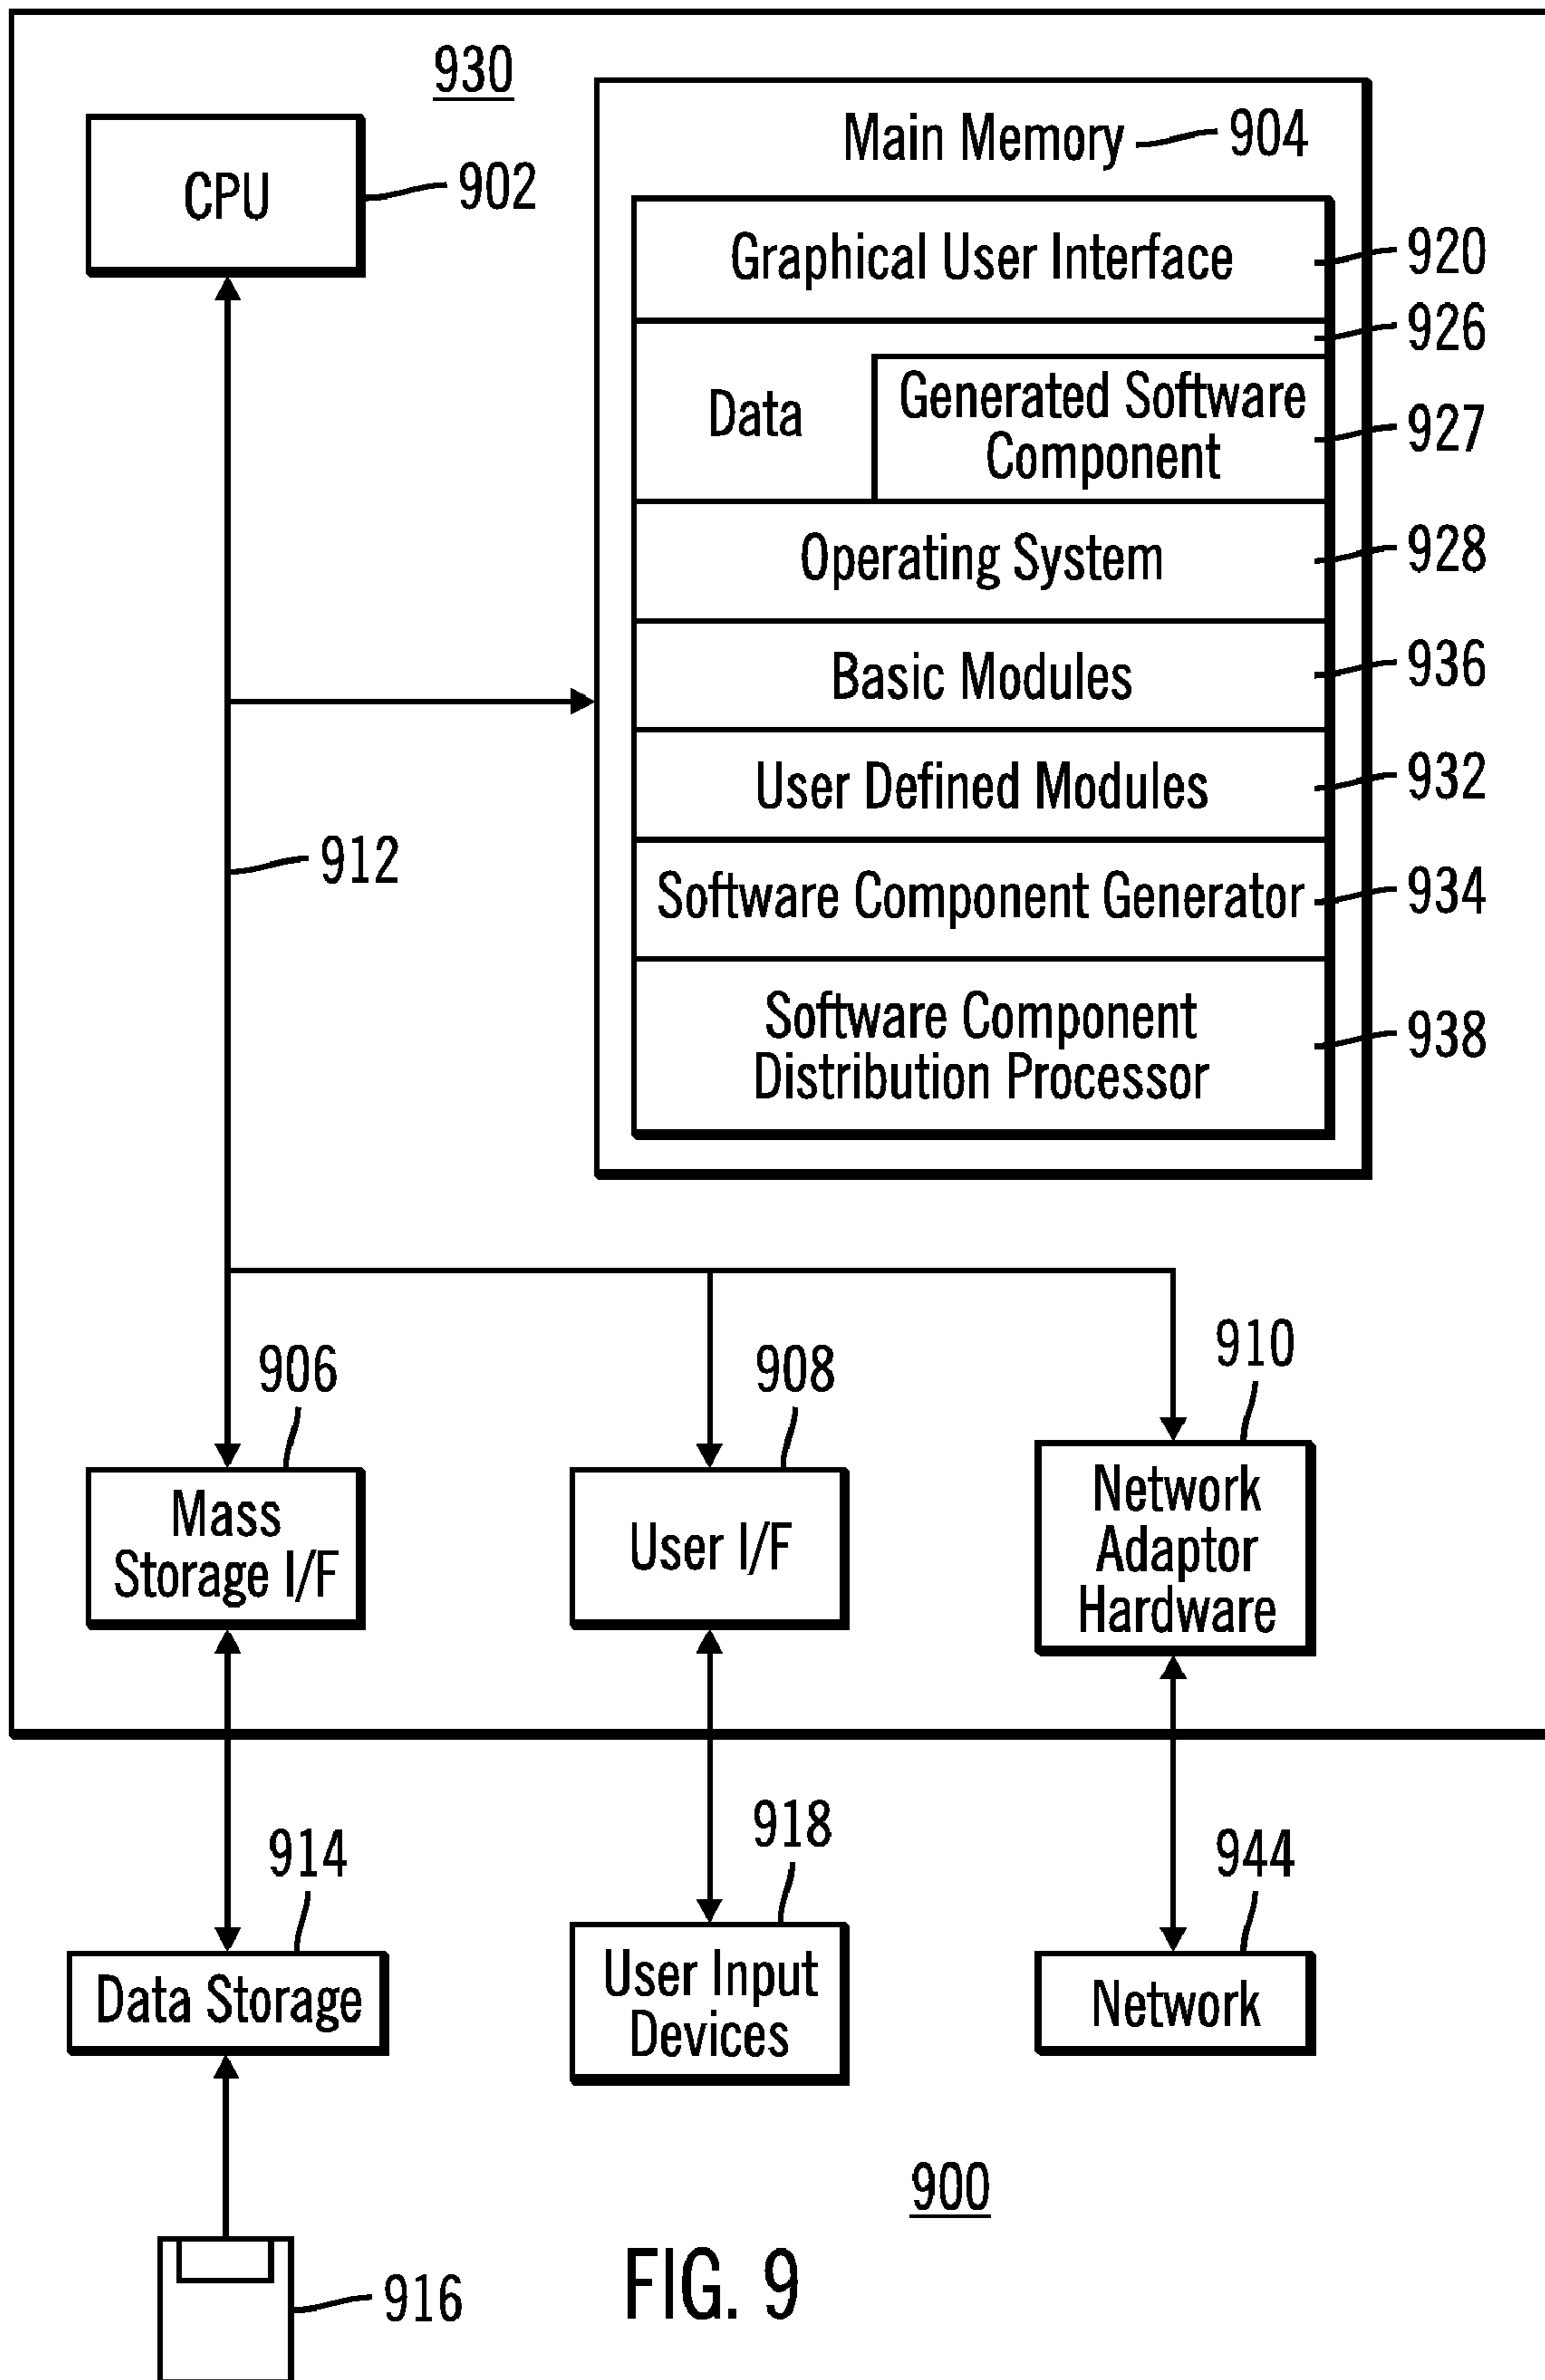 930
CPU
902
Main Memory
904
Graphical User Interface
920
926
Data
Generated Software
Component
927
Operating System
928
Basic Modules
936
User Defined Modules
932
912
Software Component Generator
934
Software Component
Distribution Processor
938
906
908
910
Mass
Storage I/F
User I/F
Network
Adaptor
Hardware
914
918
944
Data Storage
User Input
Devices
Network
900
916
FIG. 9